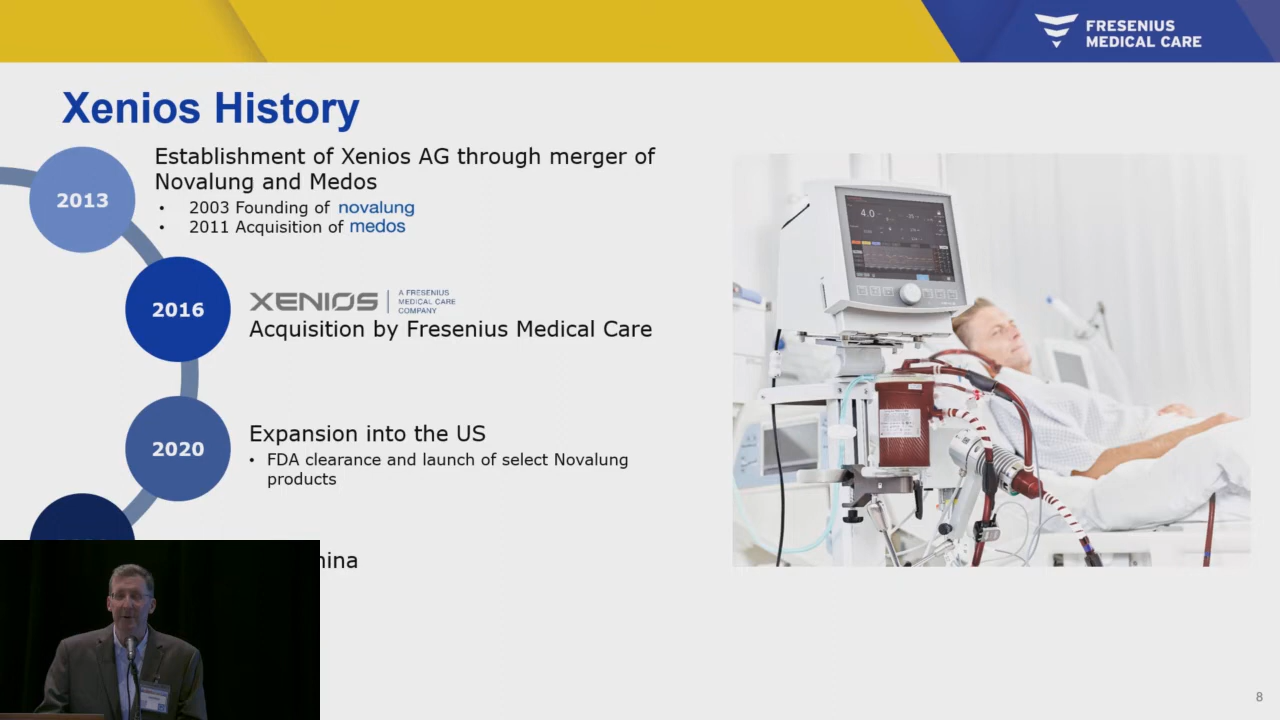 FRESENIUS
MEDICAL CARE
Xenios History
2013
Establishment of Xenios AG through merger of
Novalung and Medos
• 2003 Founding of novalung
• 2011 Acquisition of medos
2016
XENIOS A FRESENIUS
MEDICAL CARE
COMPANY
Acquisition by Fresenius Medical Care
2020
Expansion into the US
• FDA clearance and launch of select Novalung
products
4.0
8